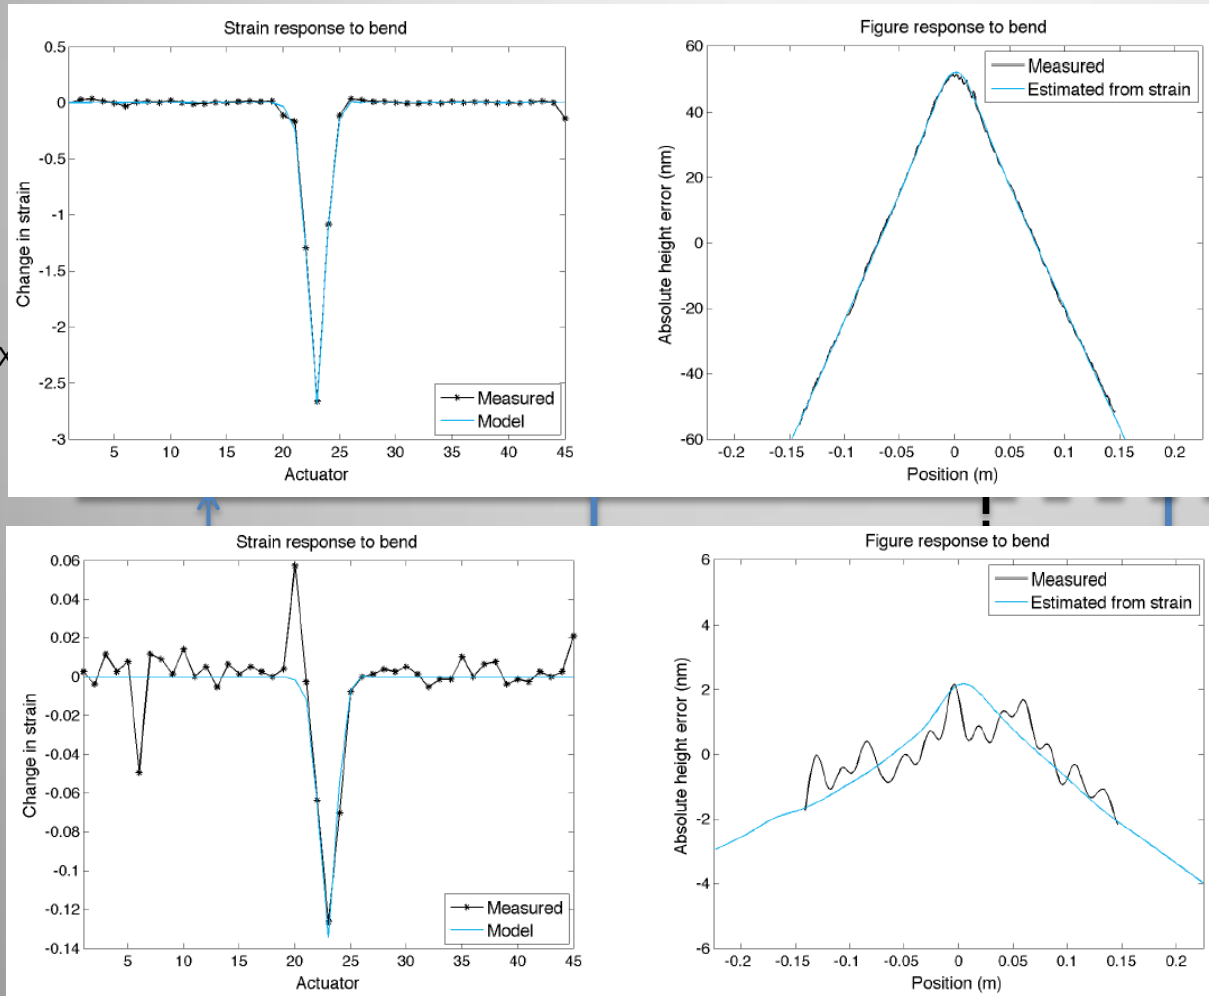 Strain response to bend
0.5
0
-0.5
-1
-1.5
-2
-2.5
-3
Change in strain
Measured
Model
5 10 15 20 25 30 35 40 45
Actuator
Figure response to bend
60
40
20
0
-20
-40
-60
Absolute height error (nm)
Measured
Estimated from strain
-0.2 -0.15 -0.1 -0.05 0 0.05 0.1 0.15 0.2
Position (m)
Strain response to bend
0.06
0.04
0.02
0
-0.02
-0.04
-0.06
-0.08
-0.1
-0.12
-0.14
Change in strain
Measured
Model
5 10 15 20 25 30 35 40 45
Actuator
Figure response to bend
6
4
2
0
-2
-4
-6
Absolute height error (nm)
Measured
Estimated from strain
-0.2 -0.15 -0.1 -0.05 0 0.05 0.1 0.15 0.2
Position (m)